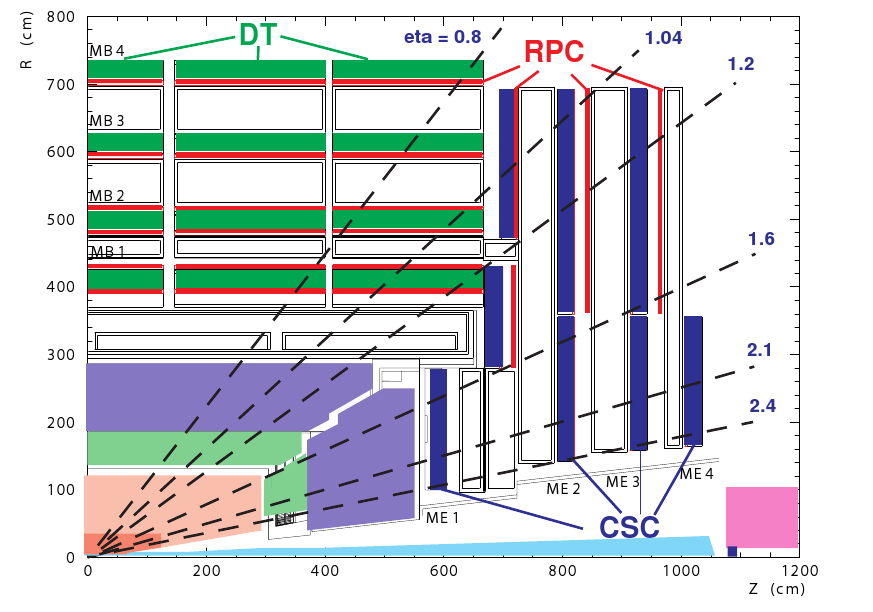 800
700
600
500
400
300
200
100
0
R (cm)
MB 4
MB 3
MB 2
MB 1
DT
eta = 0.8
RPC
1.04
1.2
1.6
2.1
2.4
ME 1
ME 2
ME 3
ME 4
CSC
0
200
400
600
800
1000
1200
Z (cm)